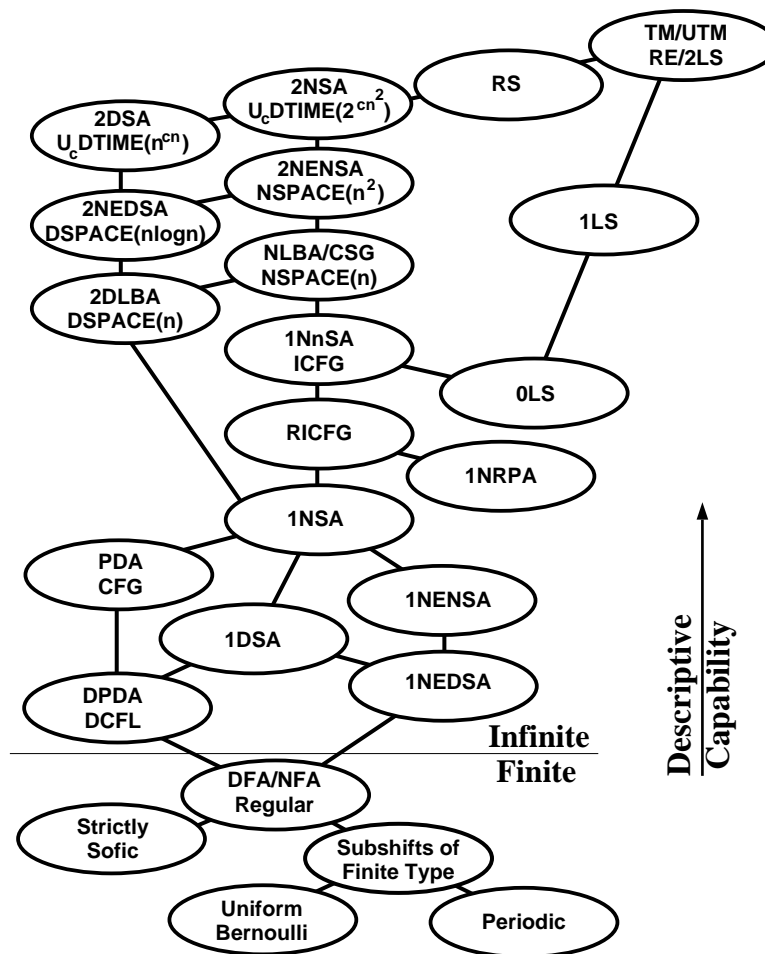 TM/UTM
RE/2LS
RS
2NSA
U_cDTIME(2^cn^2)
2DSA
U_cDTIME(n^cn)
2NENSA
NSPACE(n^2)
2NEDSA
DSPACE(nlogn)
1LS
NLBA/CSG
NSPACE(n)
2DLBA
DSPACE(n)
1NnSA
ICFG
0LS
RICFG
1NRPA
1NSA
PDA
CFG
1NENSA
1DSA
1NEDSA
DPDA
DCFL
Descriptive
Capability
Infinite
Finite
DFA/NFA
Regular
Strictly
Sofic
Subshifts of
Finite Type
Uniform
Bernoulli
Periodic